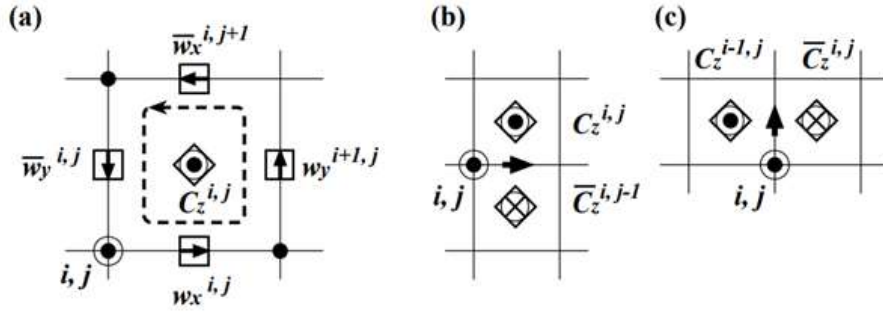 (a)
w̅x^{i, j+1}
w̅y^{i, j}
wy^{i+1, j}
Cz^{i, j}
i, j
wx^{i, j}
(b)
Cz^{i, j}
i, j
C̅z^{i, j-1}
(c)
Cz^{i-1, j}
C̅z^{i, j}
i, j